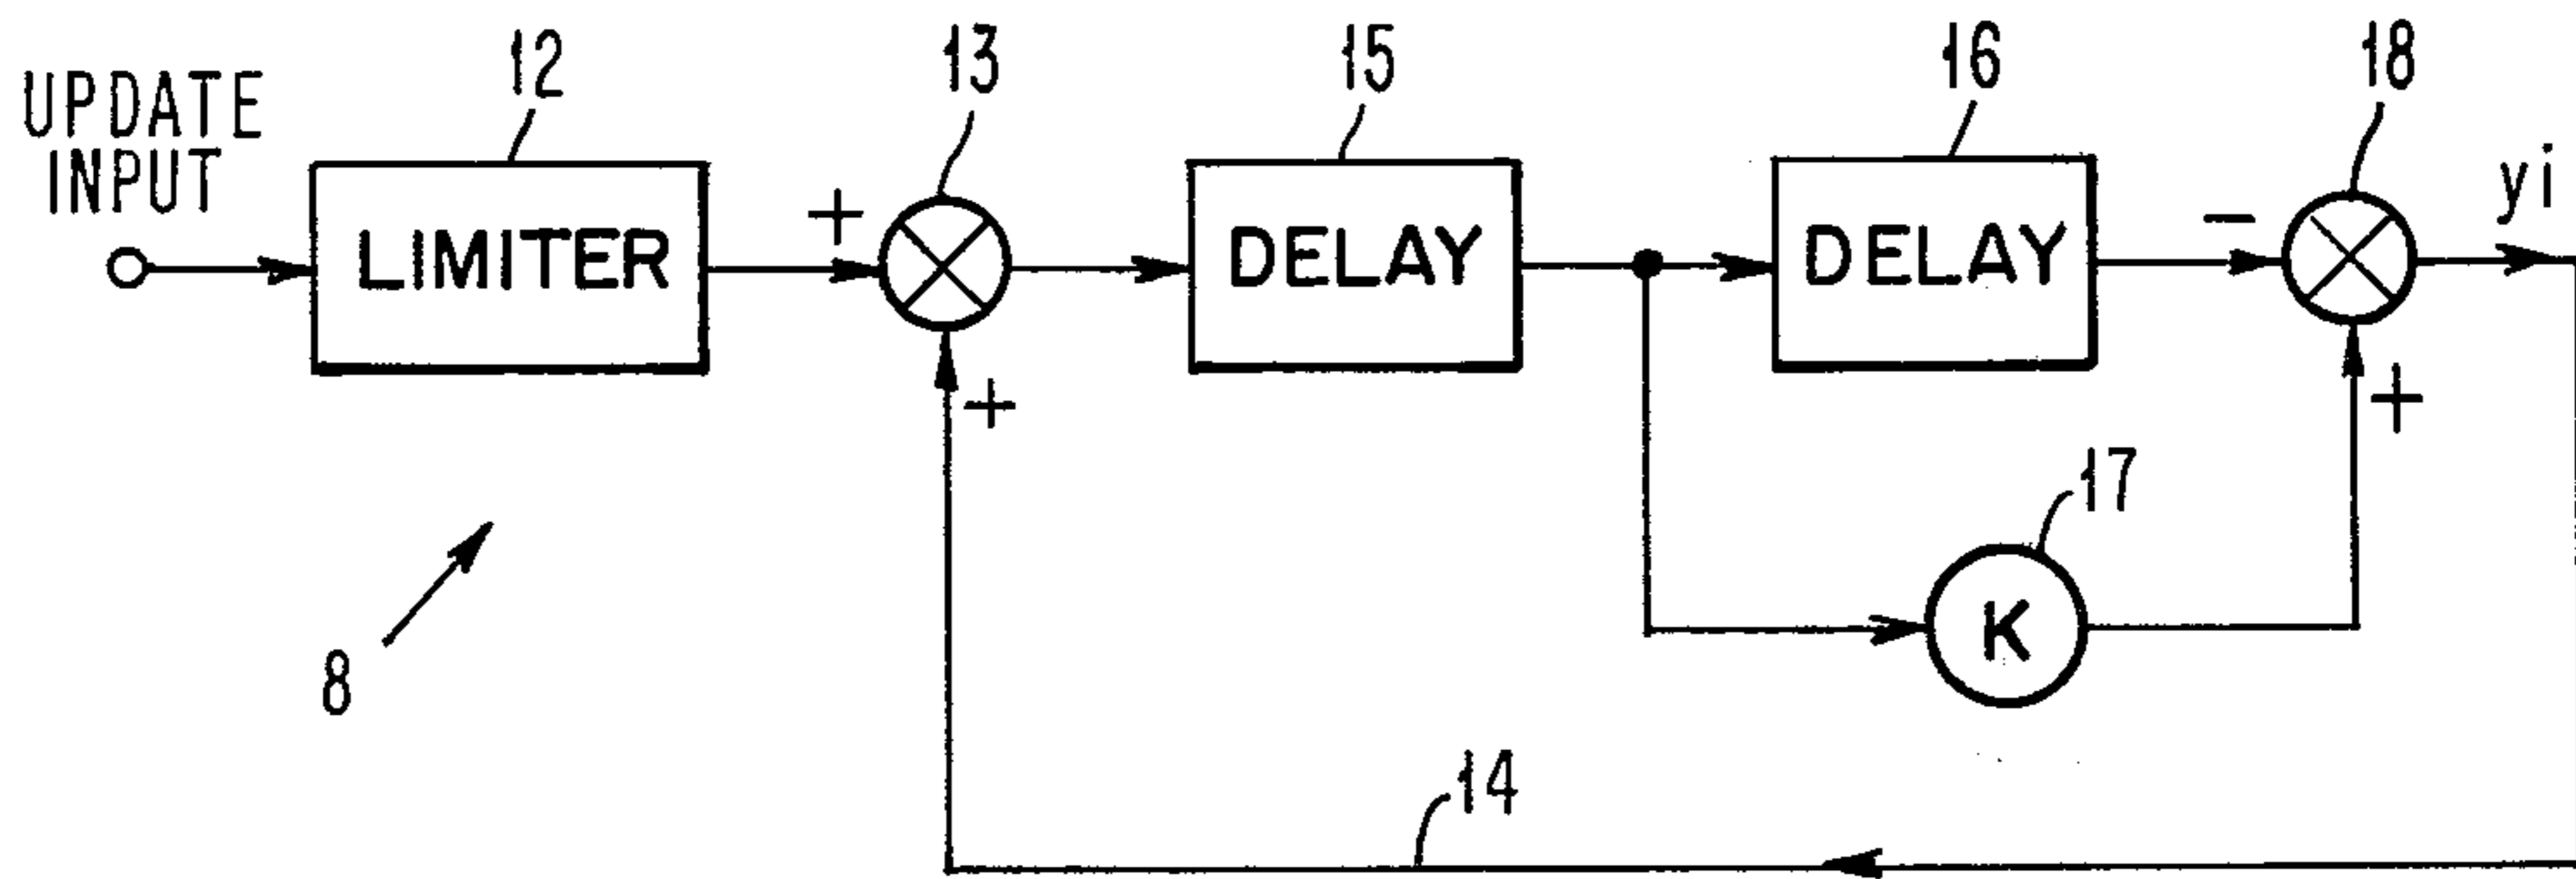 12
13
15
16
18
UPDATE
INPUT
LIMITER
+
DELAY
DELAY
-
yi
+
+
17
K
8
14